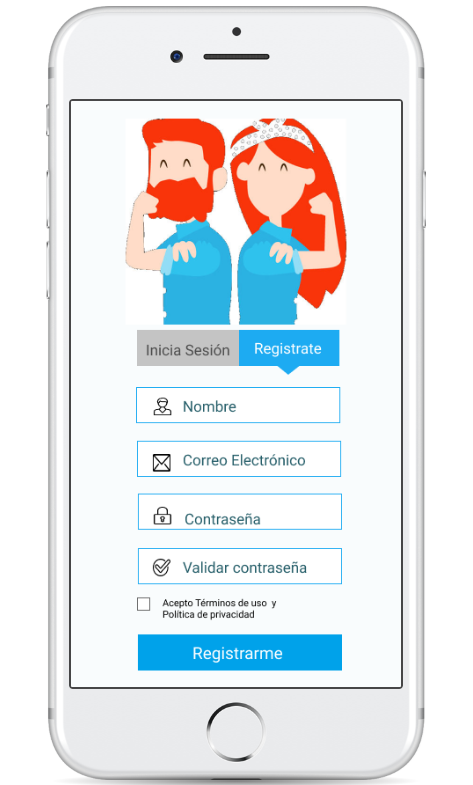 Inicia Sesión
Registrate
Nombre
Correo Electrónico
Contraseña
Validar contraseña
Acepto Términos de uso y
Política de privacidad
Registrarme